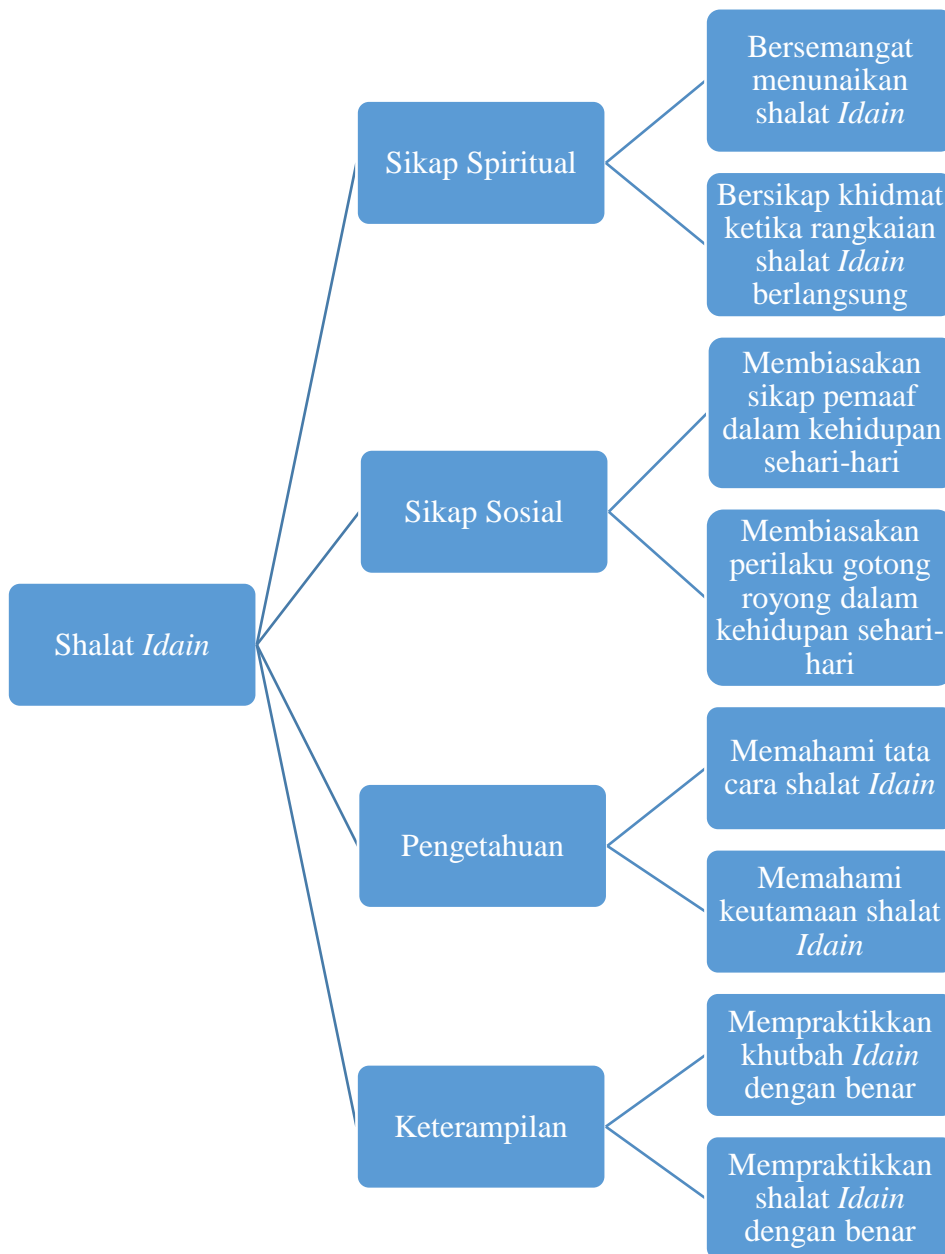 Shalat Idain
Sikap Spiritual
Bersemangat
menunaikan
shalat Idain
Bersikap khidmat
ketika rangkaian
shalat Idain
berlangsung
Sikap Sosial
Membiasakan
sikap pemaaf
dalam kehidupan
sehari-hari
Membiasakan
perilaku gotong
royong dalam
kehidupan sehari-
hari
Pengetahuan
Memahami tata
cara shalat Idain
Memahami
keutamaan shalat
Idain
Keterampilan
Mempraktikkan
khutbah Idain
dengan benar
Mempraktikkan
shalat Idain
dengan benar